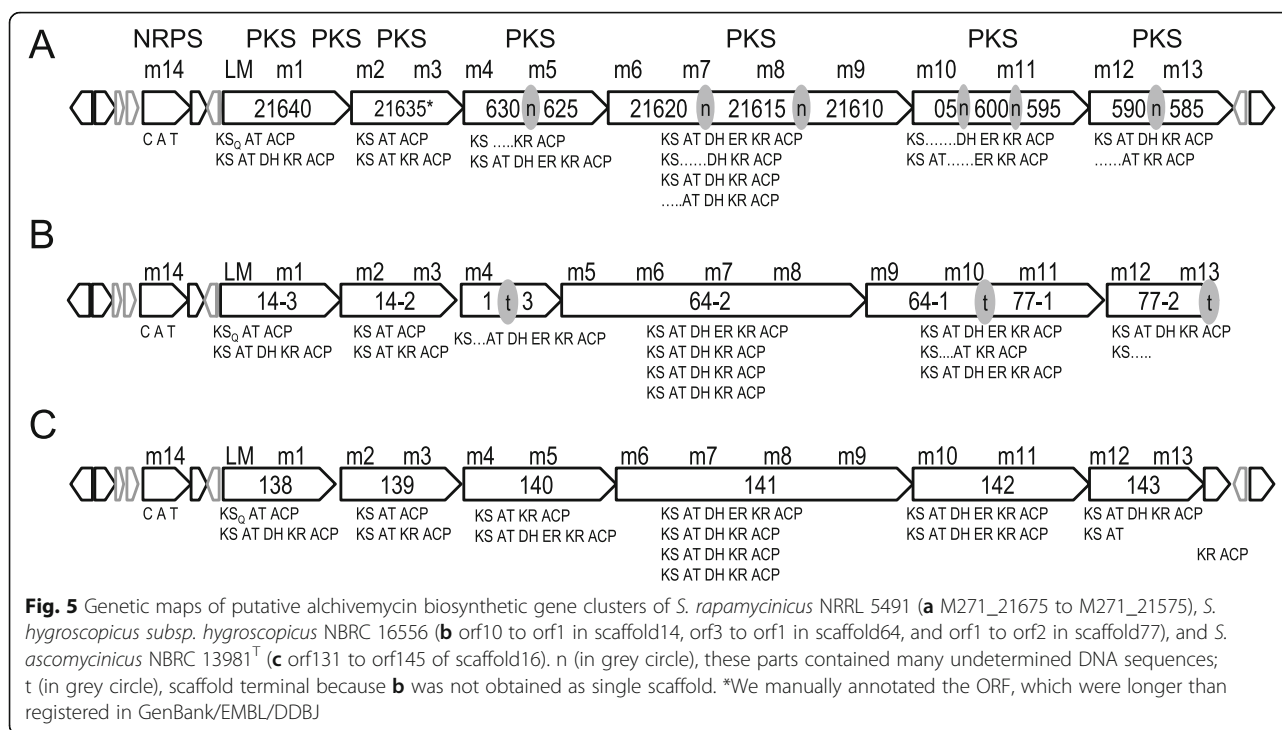 A
NRPS PKS PKS PKS PKS PKS PKS PKS
m14 LM m1 m2 m3 m4 m5 m6 m7 m8 m9 m10 m11 m12 m13
21640 21635* 630 n 625 21620 n 21615 21610 05 n 600 n 595 590 n 585
C A T KSQ AT ACP KS AT ACP KS .....KR ACP KS AT DH ER KR ACP KS.......DH ER KR ACP KS AT DH KR ACP
KS AT DH KR ACP KS AT KR ACP KS AT DH ER KR ACP KS......DH KR ACP KS AT......ER KR ACP ......AT KR ACP
KS AT DH KR ACP
.....AT DH KR ACP
B
m14 LM m1 m2 m3 m4 m5 m6 m7 m8 m9 m10 m11 m12 m13
14-3 14-2 1 t 3 64-2 64-1 t 77-1 77-2 t
C A T KSQ AT ACP KS AT ACP KS...AT DH ER KR ACP KS AT DH ER KR ACP KS AT DH ER KR ACP KS AT DH KR ACP
KS AT DH KR ACP KS AT KR ACP KS AT DH KR ACP KS....AT KR ACP KS.....
KS AT DH KR ACP KS AT DH ER KR ACP
KS AT DH KR ACP
C
m14 LM m1 m2 m3 m4 m5 m6 m7 m8 m9 m10 m11 m12 m13
138 139 140 141 142 143
C A T KSQ AT ACP KS AT ACP KS AT KR ACP KS AT DH ER KR ACP KS AT DH ER KR ACP KS AT DH KR ACP
KS AT DH KR ACP KS AT KR ACP KS AT DH ER KR ACP KS AT DH KR ACP KS AT DH ER KR ACP KS AT
KS AT DH KR ACP KR ACP
KS AT DH KR ACP
Fig. 5 Genetic maps of putative alchivemycin biosynthetic gene clusters of S. rapamycinicus NRRL 5491 (a M271_21675 to M271_21575), S.
hygroscopicus subsp. hygroscopicus NBRC 16556 (b orf10 to orf1 in scaffold14, orf3 to orf1 in scaffold64, and orf1 to orf2 in scaffold77), and S.
ascomycinicus NBRC 13981T (c orf131 to orf145 of scaffold16). n (in grey circle), these parts contained many undetermined DNA sequences;
t (in grey circle), scaffold terminal because b was not obtained as single scaffold. *We manually annotated the ORF, which were longer than
registered in GenBank/EMBL/DDBJ